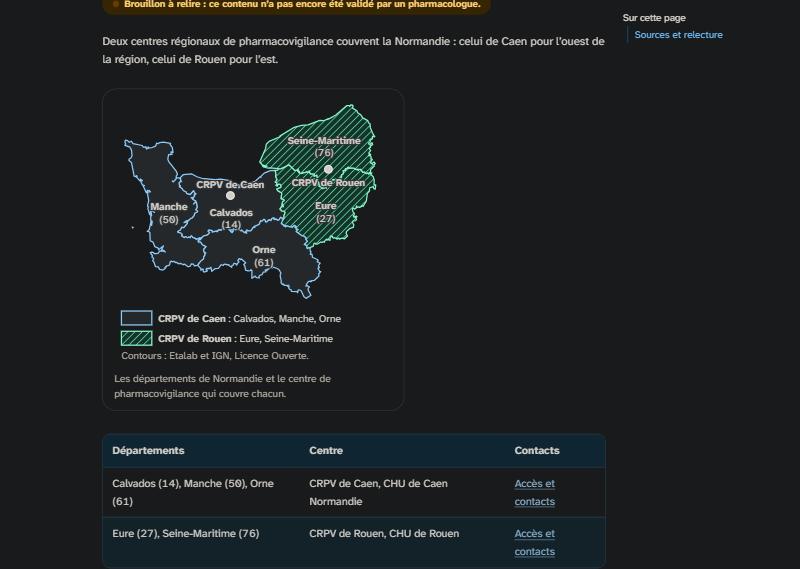 Brouillon à relire : ce contenu n’a pas encore été validé par un pharmacologue.
Sur cette page
Sources et relecture
Deux centres régionaux de pharmacovigilance couvrent la Normandie : celui de Caen pour l’ouest de
la région, celui de Rouen pour l’est.
Seine-Maritime
(76)
CRPV de Rouen
CRPV de Caen
Manche
(50)
Calvados
(14)
Eure
(27)
Orne
(61)
CRPV de Caen : Calvados, Manche, Orne
CRPV de Rouen : Eure, Seine-Maritime
Contours : Etalab et IGN, Licence Ouverte.
Les départements de Normandie et le centre de
pharmacovigilance qui couvre chacun.
Départements Centre Contacts
Calvados (14), Manche (50), Orne
(61)
CRPV de Caen, CHU de Caen
Normandie
Accès et
contacts
Eure (27), Seine-Maritime (76)
CRPV de Rouen, CHU de Rouen
Accès et
contacts